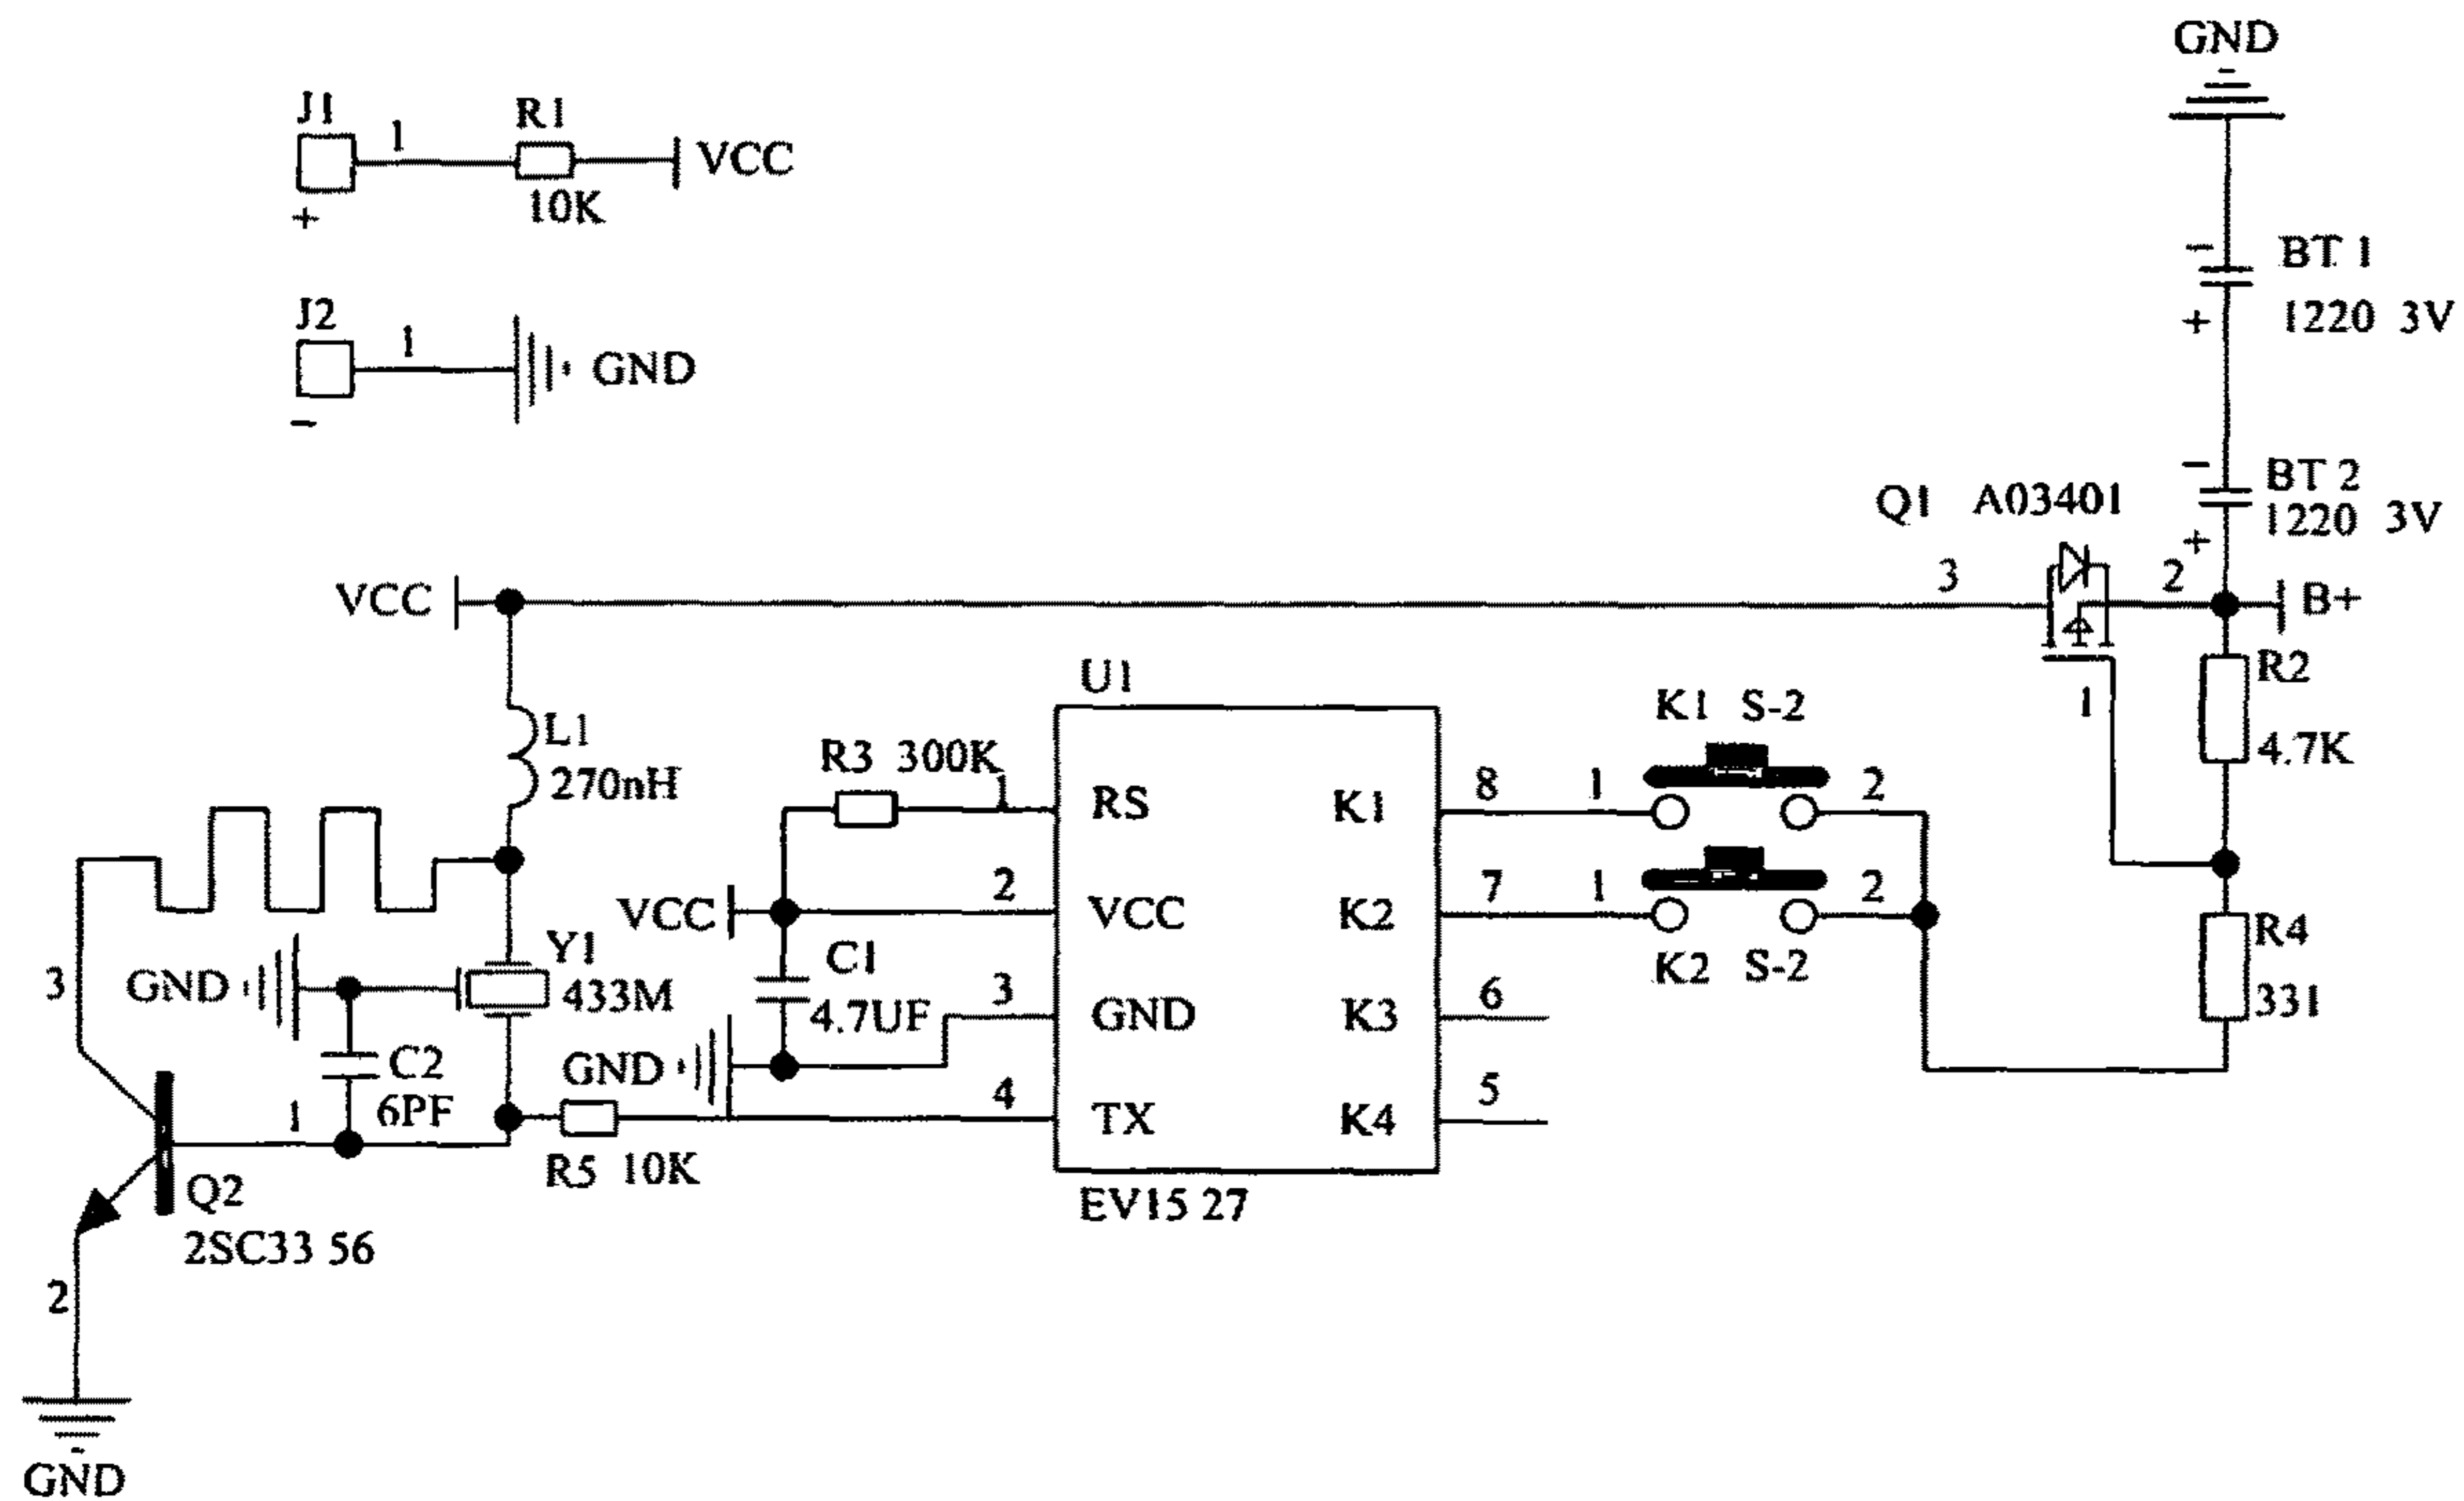 GND
J1
1
R1
VCC
10K
+
BT 1
1220 3V
-
+
J2
1
GND
-
-
BT 2
1220 3V
+
Q1 A03401
3
2
B+
VCC
1
R2
4.7K
U1
K1 S-2
L1
270nH
R3 300K
1
RS
K1
8
1
2
VCC
2
VCC
K2
7
1
2
K2 S-2
R4
331
3
GND
Y1
433M
C1
4.7UF
3
GND
K3
6
C2
6PF
GND
4
TX
K4
5
1
R5 10K
Q2
2SC33 56
EV15 27
2
GND